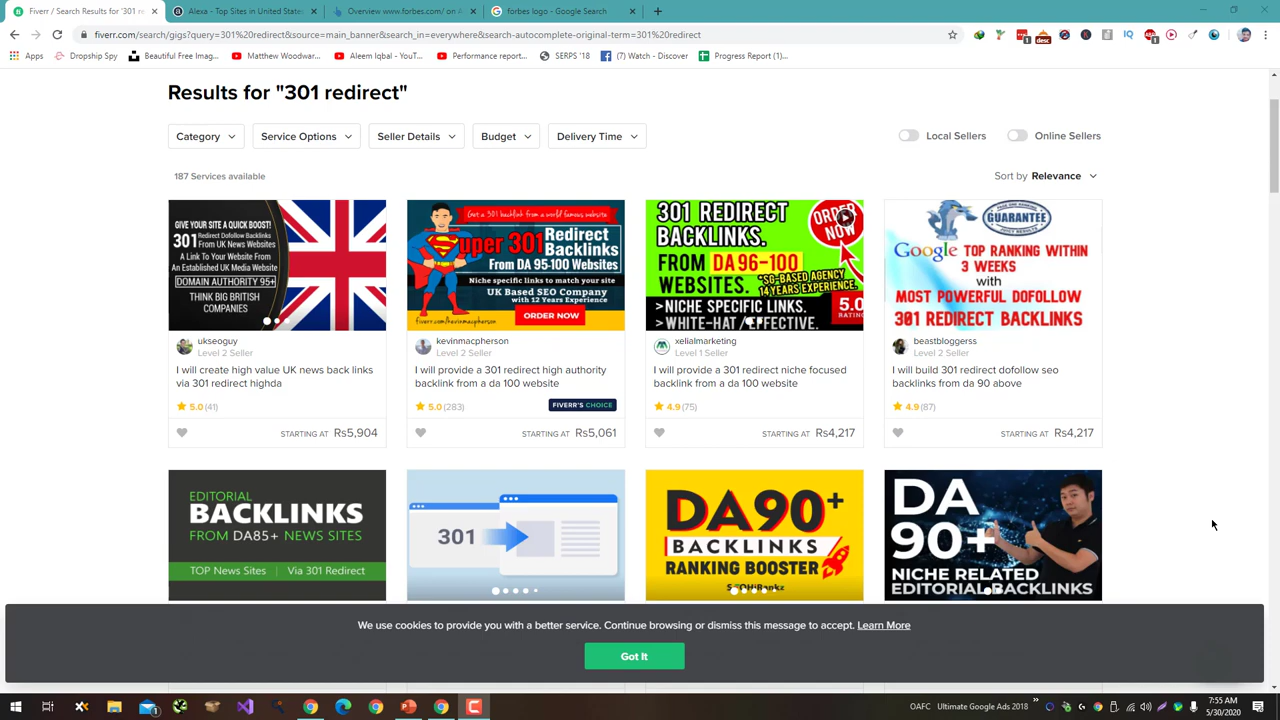 Fiverr / Search Results for '301 re
Alexa - Top Sites in United State
Overview www.forbes.com/ on A
forbes logo - Google Search
fiverr.com/search/gigs?query=301%20redirect&source=main_banner&search_in=everywhere&search-autocomplete-original-term=301%20redirect
Apps
Dropship Spy
Beautiful Free Imag...
Matthew Woodwar...
Aleem Iqbal - YouT...
Performance report...
SERPS '18
(7) Watch - Discover
Progress Report (1)...
Results for "301 redirect"
Category
Service Options
Seller Details
Budget
Delivery Time
Local Sellers
Online Sellers
187 Services available
Sort by Relevance
GIVE YOUR SITE A QUICK BOOST!
301 Redirect Dofollow Backlinks
From UK News Websites
A Link To Your Website From
An Established UK Media Website
DOMAIN AUTHORITY 95+
THINK BIG BRITISH
COMPANIES
ukseoguy
Level 2 Seller
I will create high value UK news back links
via 301 redirect highda
5.0 (41)
STARTING AT Rs5,904
Get a 301 backlink from a world famous website
uper 301 Redirect
Backlinks
From DA 95-100 Websites
Niche specific links to match your site
UK Based SEO Company
with 12 Years Experience
fiverr.com/kevinmacpherson
ORDER NOW
kevinmacpherson
Level 2 Seller
I will provide a 301 redirect high authority
backlink from a da 100 website
5.0 (283)
FIVERR'S CHOICE
STARTING AT Rs5,061
301 REDIRECT
BACKLINKS.
FROM DA 96-100
WEBSITES.
ORDER
NOW
*SG-BASED AGENCY
14 YEARS EXPERIENCE.
>NICHE SPECIFIC LINKS.
>WHITE-HAT/EFFECTIVE.
5.0
RATING
xelialmarketing
Level 1 Seller
I will provide a 301 redirect niche focused
backlink from a da 100 website
4.9 (75)
STARTING AT Rs4,217
GUARANTEE
Google TOP RANKING WITHIN
3 WEEKS
with
MOST POWERFUL DOFOLLOW
301 REDIRECT BACKLINKS
beastbloggerss
Level 2 Seller
I will build 301 redirect dofollow seo
backlinks from da 90 above
4.9 (87)
STARTING AT Rs4,217
EDITORIAL
BACKLINKS
FROM DA85+ NEWS SITES
TOP News Sites | Via 301 Redirect
301
DA90+
BACKLINKS
RANKING BOOSTER
DA
90+
NICHE RELATED
EDITORIAL BACKLINKS
We use cookies to provide you with a better service. Continue browsing or dismiss this message to accept. Learn More
Got It
OAFC
Ultimate Google Ads 2018
7:55 AM
5/30/2020